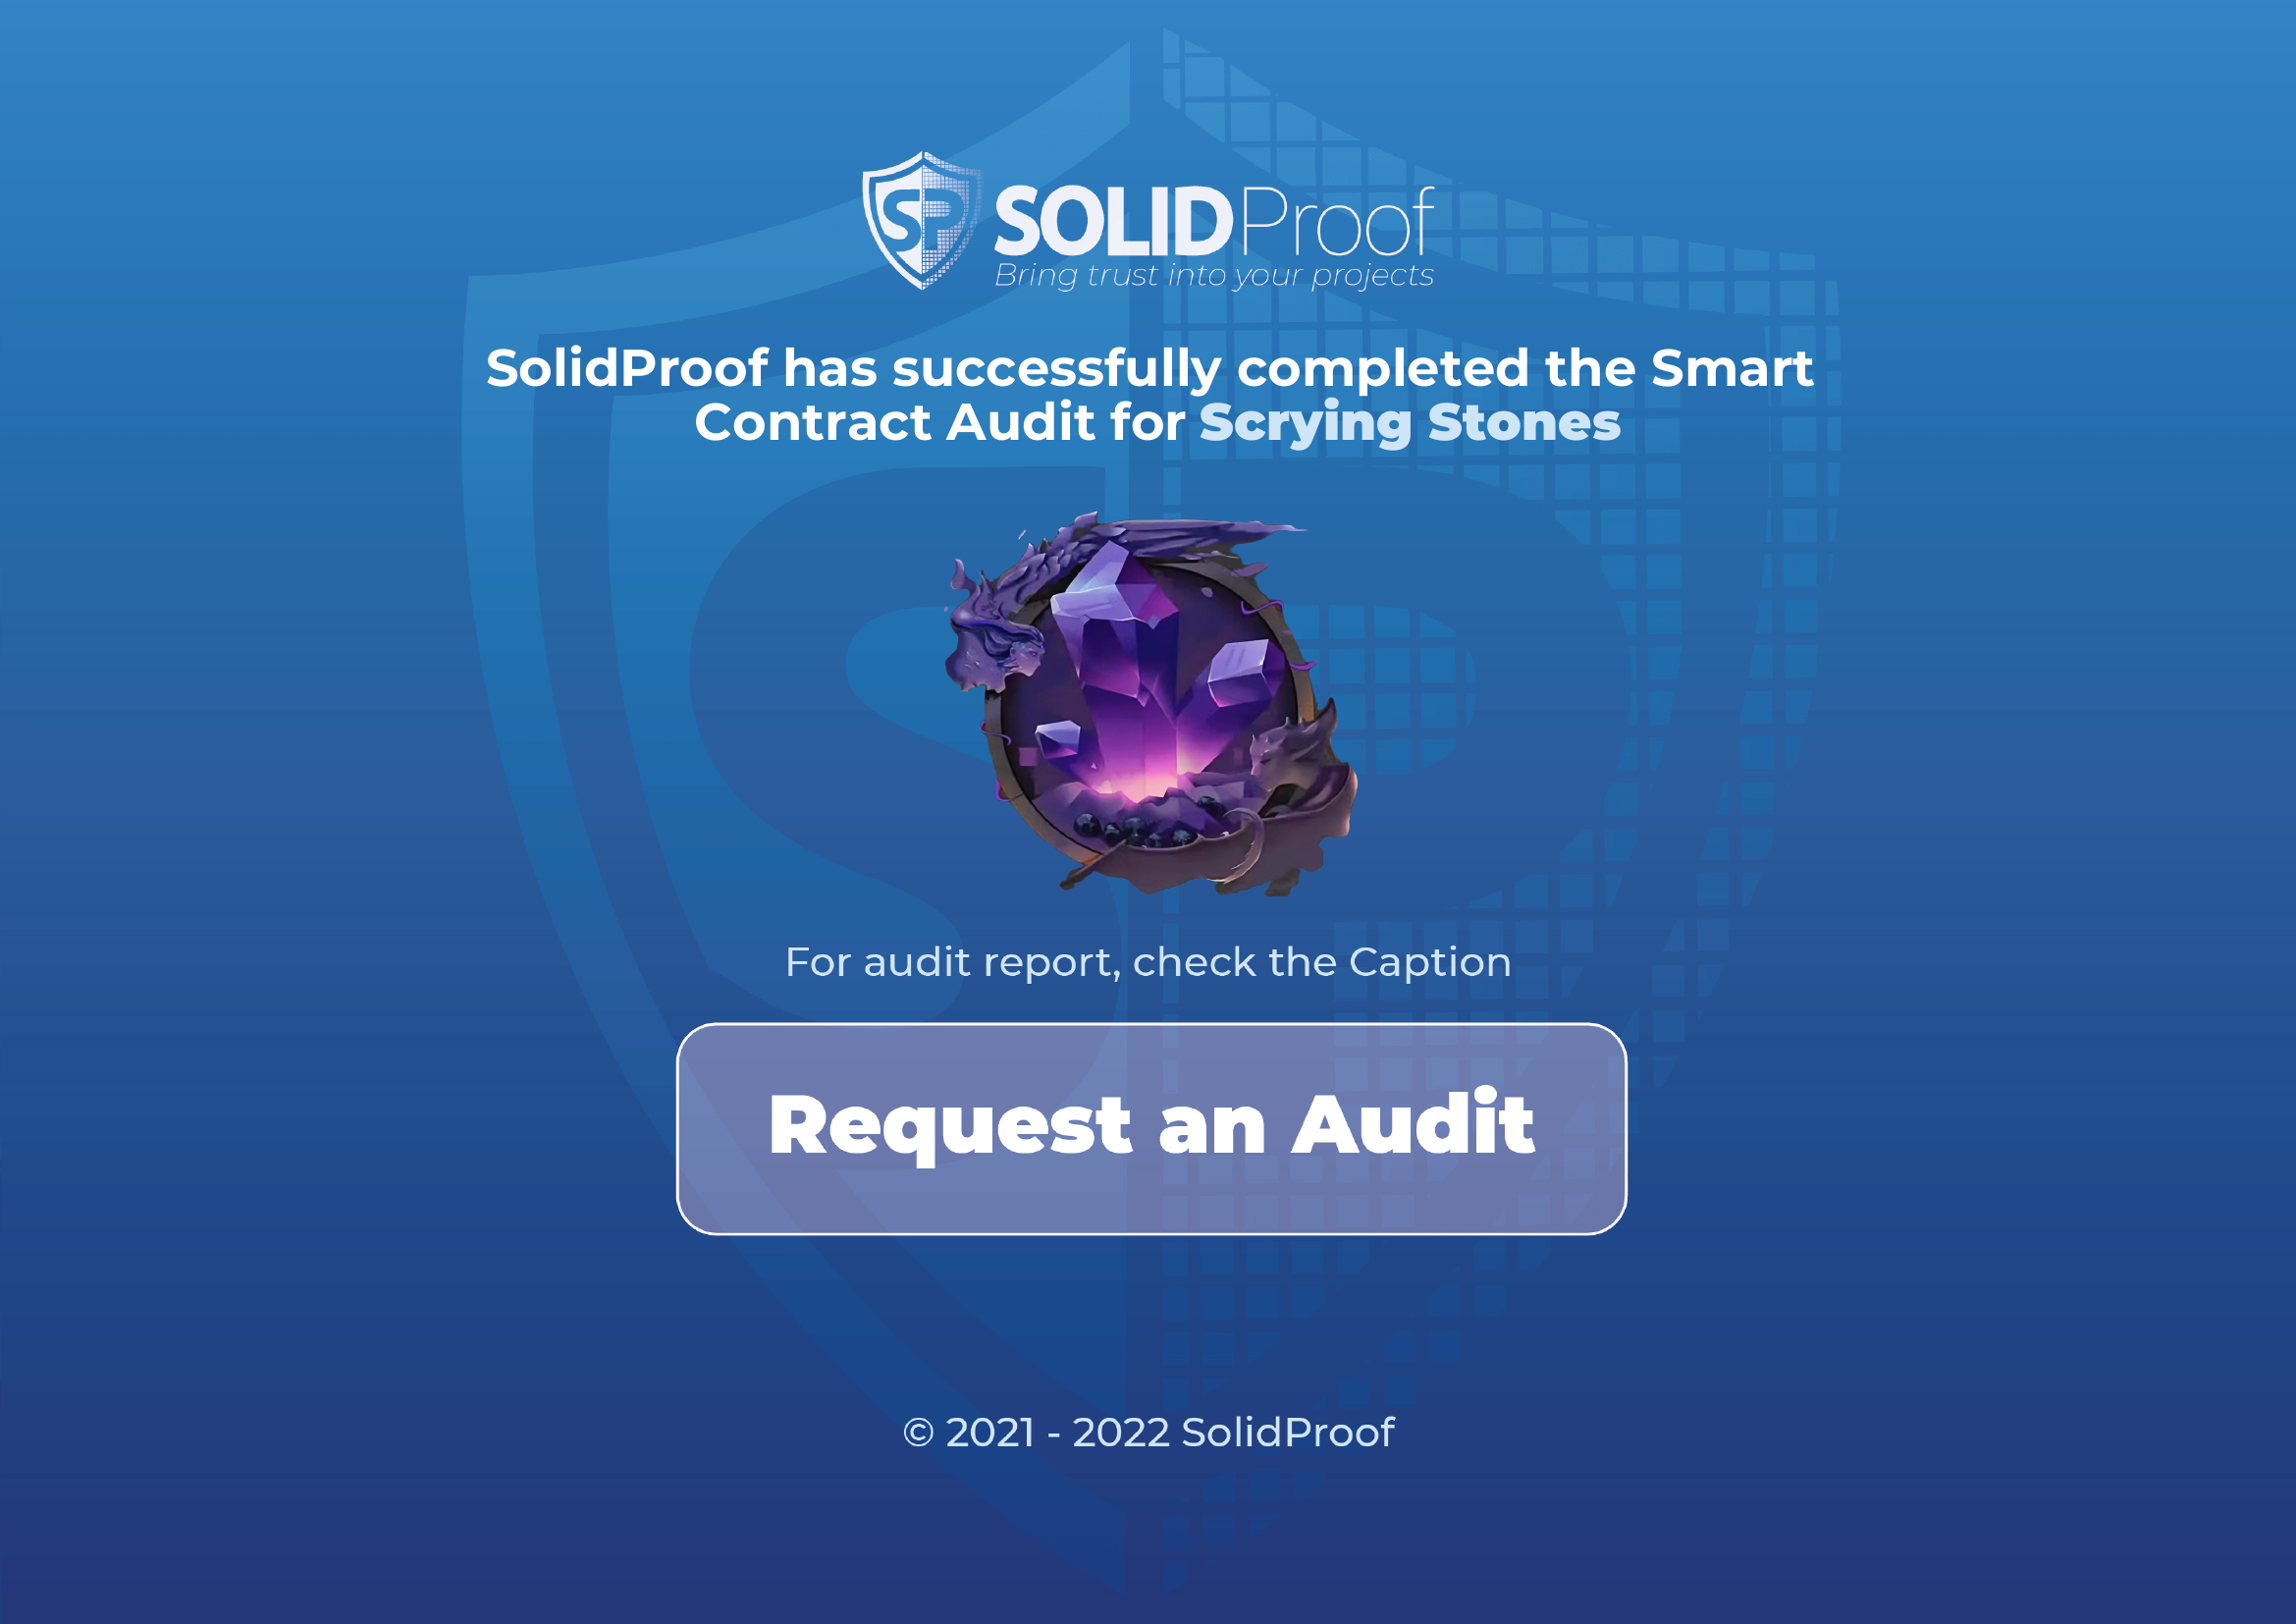 SP SOLIDProof
Bring trust into your projects
SolidProof has successfully completed the Smart
Contract Audit for Scrying Stones
For audit report, check the Caption
Request an Audit
© 2021 - 2022 SolidProof